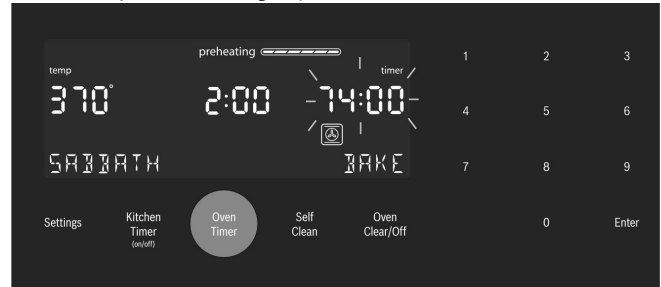 preheating
temp
timer
370° 2:00 74:00
SABBATH BAKE
Settings
Kitchen
Timer
(on/off)
Oven
Timer
Self
Clean
Oven
Clear/Off
1 2 3
4 5 6
7 8 9
0 Enter